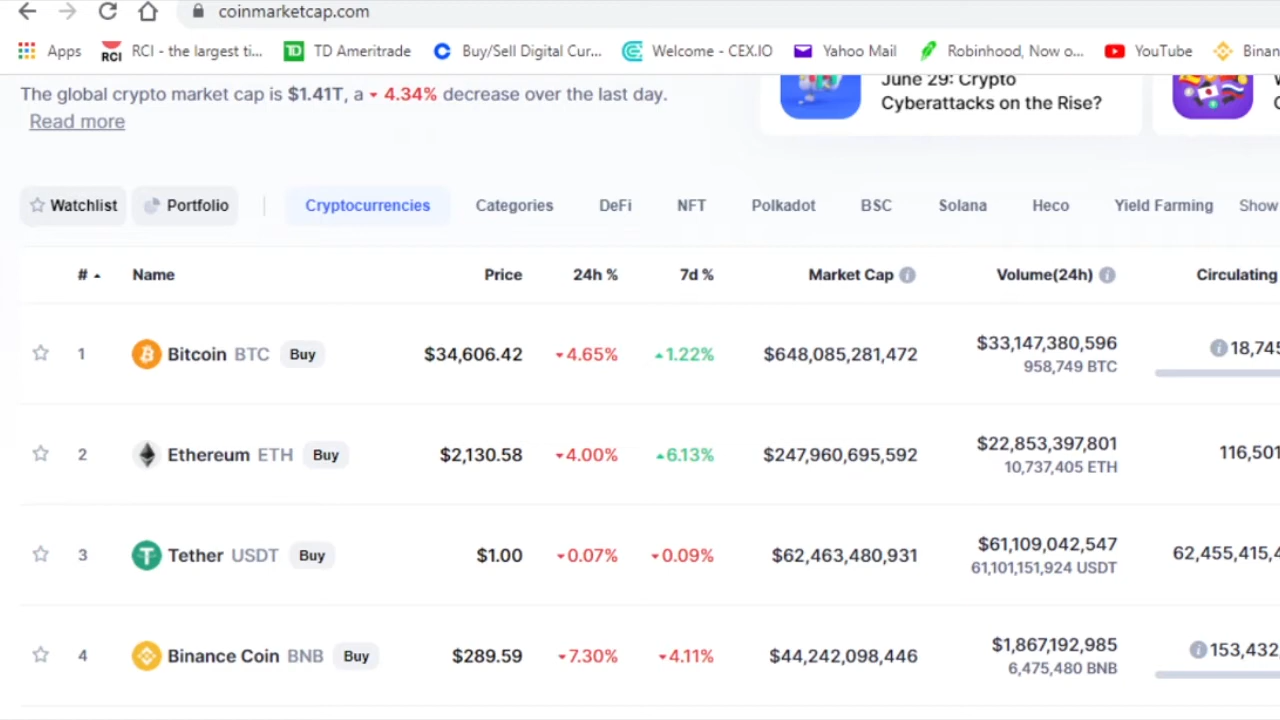 coinmarketcap.com
Apps RCI RCI - the largest ti... TD TD Ameritrade Buy/Sell Digital Cur... Welcome - CEX.IO Yahoo Mail Robinhood, Now o... YouTube Binan
The global crypto market cap is $1.41T, a 4.34% decrease over the last day.
Read more
June 29: Crypto
Cyberattacks on the Rise?
Watchlist Portfolio Cryptocurrencies Categories DeFi NFT Polkadot BSC Solana Heco Yield Farming Show
# Name Price 24h % 7d % Market Cap Volume(24h) Circulating
1 Bitcoin BTC Buy $34,606.42 4.65% 1.22% $648,085,281,472 $33,147,380,596 18,745
958,749 BTC
2 Ethereum ETH Buy $2,130.58 4.00% 6.13% $247,960,695,592 $22,853,397,801 116,501
10,737,405 ETH
3 Tether USDT Buy $1.00 0.07% 0.09% $62,463,480,931 $61,109,042,547 62,455,415,4
61,101,151,924 USDT
4 Binance Coin BNB Buy $289.59 7.30% 4.11% $44,242,098,446 $1,867,192,985 153,432,
6,475,480 BNB